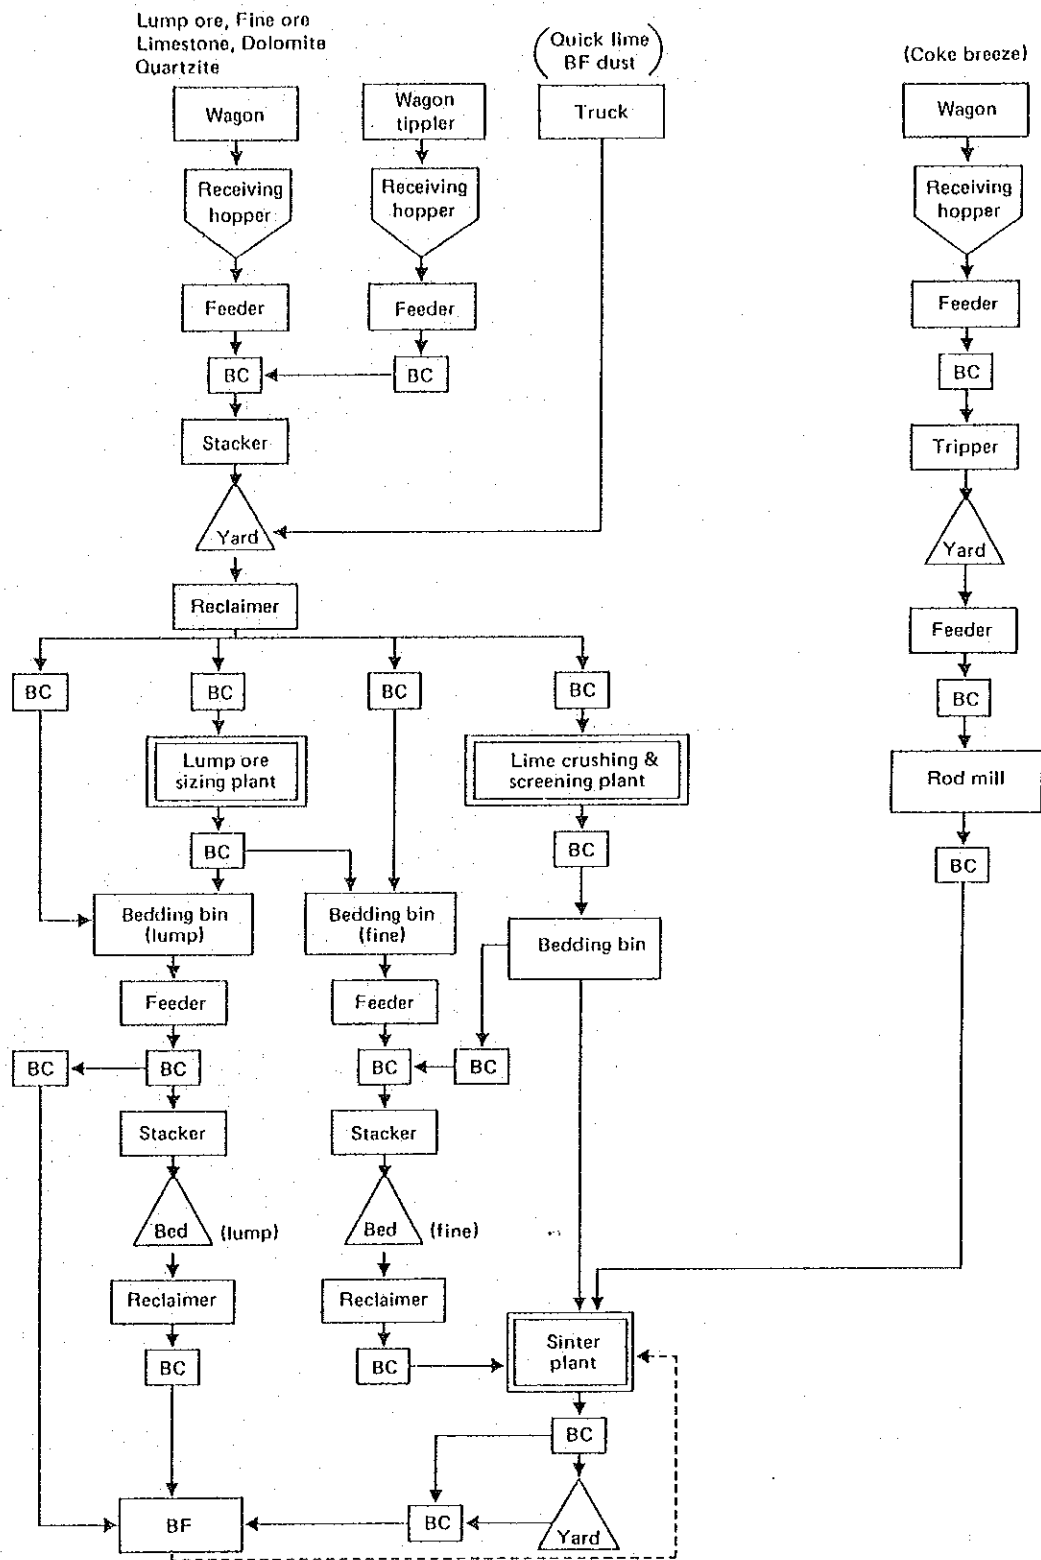 Lump ore, Fine ore
Limestone, Dolomite
Quartzite
(Quick lime
BF dust)
(Coke breeze)
Wagon
Wagon
tippler
Truck
Wagon
Receiving
hopper
Receiving
hopper
Receiving
hopper
Feeder
Feeder
Feeder
BC
BC
BC
Stacker
Tripper
Yard
Yard
Reclaimer
Feeder
BC
BC
BC
BC
BC
Lump ore
sizing plant
Lime crushing &
screening plant
Rod mill
BC
BC
BC
Bedding bin
(lump)
Bedding bin
(fine)
Bedding bin
Feeder
Feeder
BC
BC
BC
BC
Stacker
Stacker
Bed (lump)
Bed (fine)
Reclaimer
Reclaimer
Sinter
plant
BC
BC
BC
BF
BC
Yard